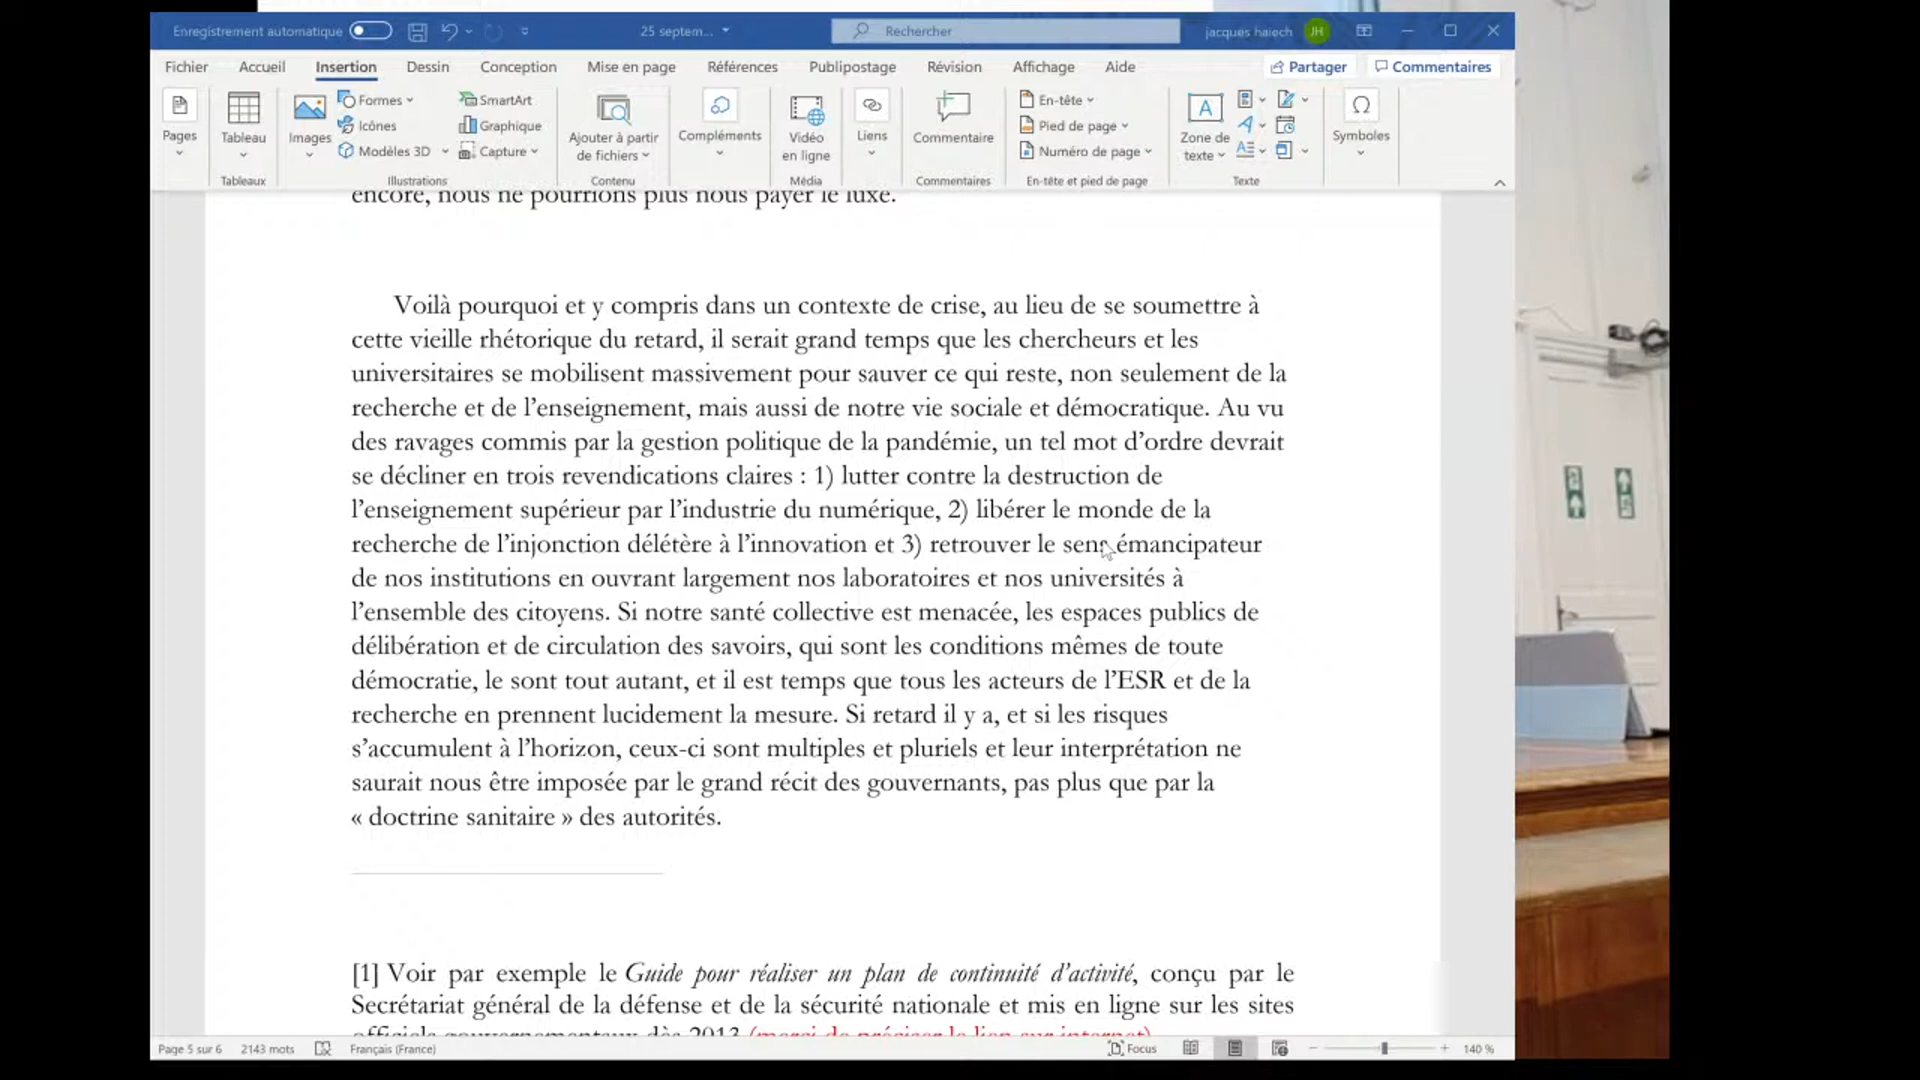 Enregistrement automatique
25 septem...
Rechercher
jacques haiech
JH
Fichier
Accueil
Insertion
Dessin
Conception
Mise en page
Références
Publipostage
Révision
Affichage
Aide
Partager
Commentaires
Pages
Tableau
Images
Formes
Icônes
Modèles 3D
SmartArt
Graphique
Capture
Ajouter à partir
de fichiers
Compléments
Vidéo
en ligne
Liens
Commentaire
En-tête
Pied de page
Numéro de page
Zone de
texte
Symboles
Tableaux
Illustrations
Contenu
Média
Commentaires
En-tête et pied de page
Texte
encore, nous ne pourrions plus nous payer le luxe.
Voilà pourquoi et y compris dans un contexte de crise, au lieu de se soumettre à
cette vieille rhétorique du retard, il serait grand temps que les chercheurs et les
universitaires se mobilisent massivement pour sauver ce qui reste, non seulement de la
recherche et de l’enseignement, mais aussi de notre vie sociale et démocratique. Au vu
des ravages commis par la gestion politique de la pandémie, un tel mot d’ordre devrait
se décliner en trois revendications claires : 1) lutter contre la destruction de
l’enseignement supérieur par l’industrie du numérique, 2) libérer le monde de la
recherche de l’injonction délétère à l’innovation et 3) retrouver le sens émancipateur
de nos institutions en ouvrant largement nos laboratoires et nos universités à
l’ensemble des citoyens. Si notre santé collective est menacée, les espaces publics de
délibération et de circulation des savoirs, qui sont les conditions mêmes de toute
démocratie, le sont tout autant, et il est temps que tous les acteurs de l’ESR et de la
recherche en prennent lucidement la mesure. Si retard il y a, et si les risques
s’accumulent à l’horizon, ceux-ci sont multiples et pluriels et leur interprétation ne
saurait nous être imposée par le grand récit des gouvernants, pas plus que par la
« doctrine sanitaire » des autorités.
[1] Voir par exemple le Guide pour réaliser un plan de continuité d’activité, conçu par le
Secrétariat général de la défense et de la sécurité nationale et mis en ligne sur les sites
officiels gouvernementaux dès 2013 (merci de préciser le lien sur internet)
Page 5 sur 6
2143 mots
Français (France)
Focus
140 %